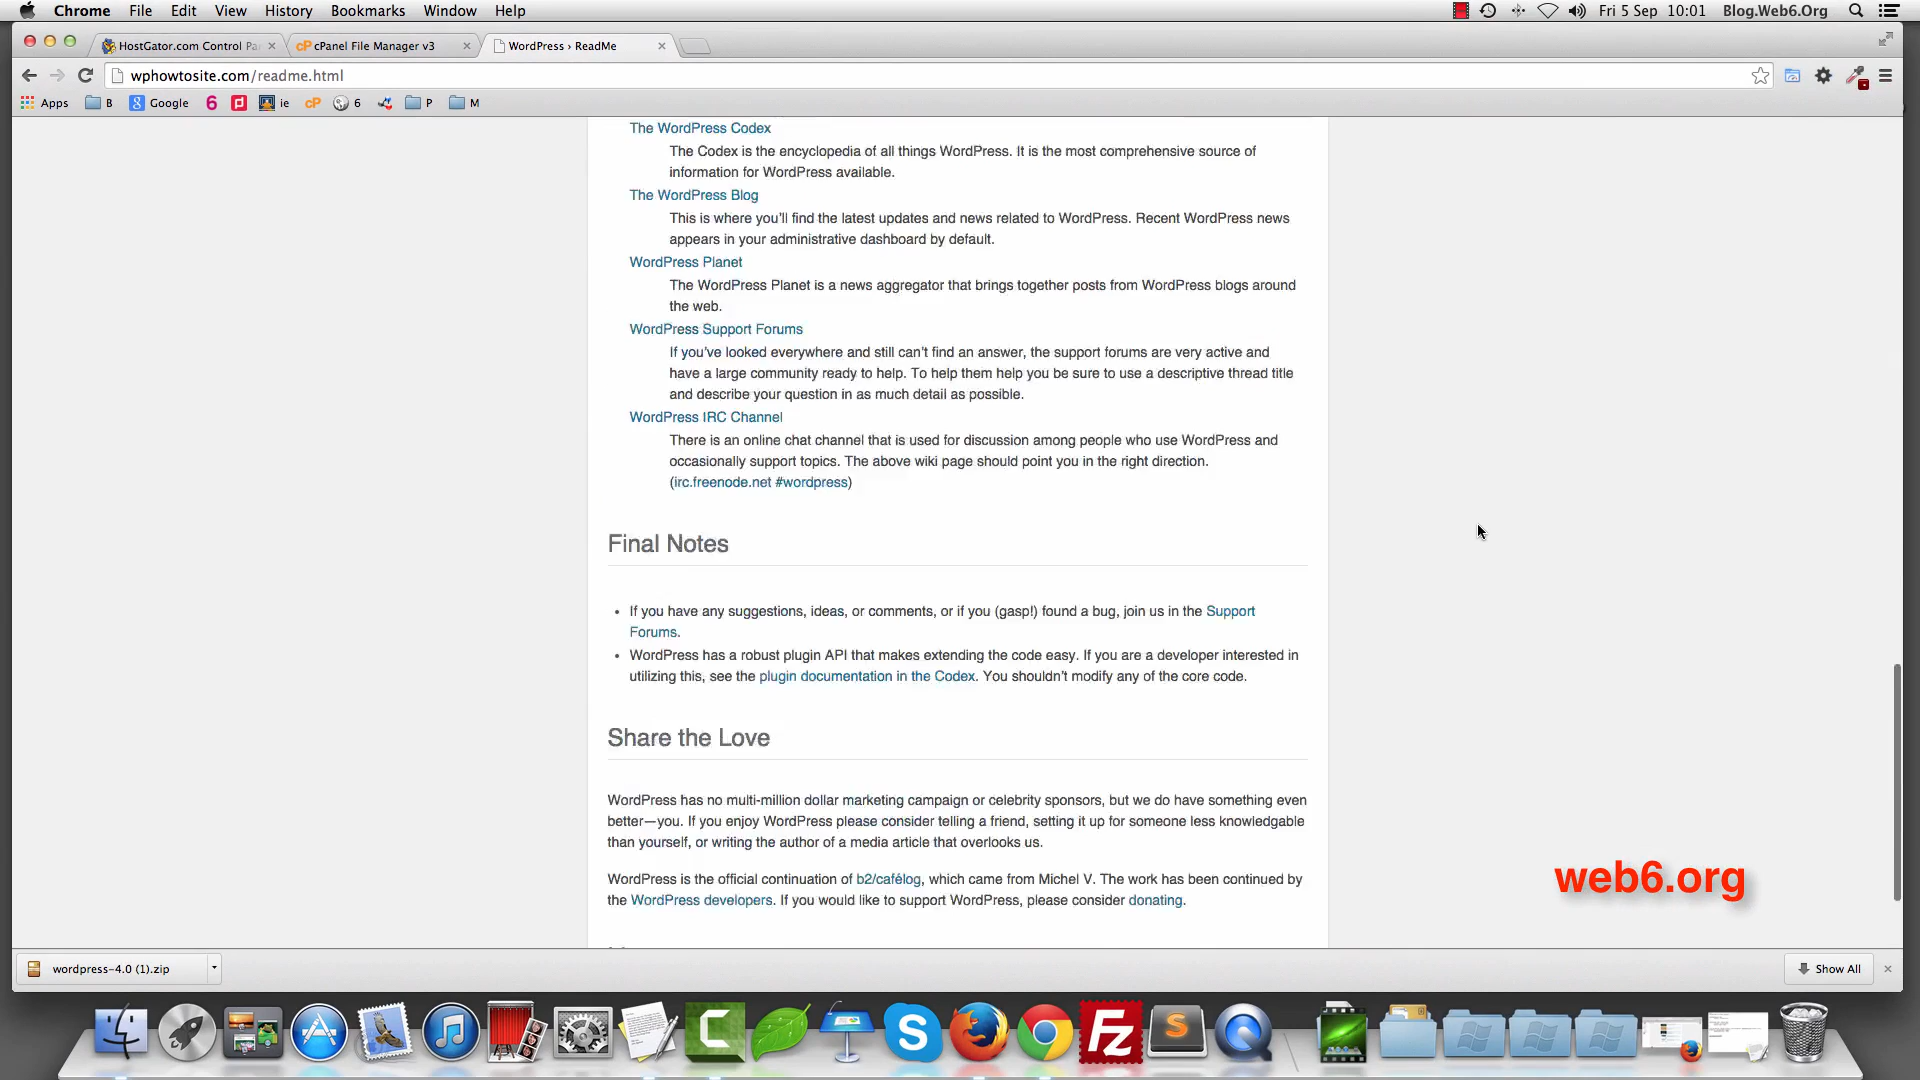 Chrome File Edit View History Bookmarks Window Help Fri 5 Sep 10:01 Blog.Web6.Org
HostGator.com Control Pa cPanel File Manager v3 WordPress › ReadMe
wphowtosite.com/readme.html
Apps B Google 6 ie cP 6 P M
The WordPress Codex
The Codex is the encyclopedia of all things WordPress. It is the most comprehensive source of
information for WordPress available.
The WordPress Blog
This is where you'll find the latest updates and news related to WordPress. Recent WordPress news
appears in your administrative dashboard by default.
WordPress Planet
The WordPress Planet is a news aggregator that brings together posts from WordPress blogs around
the web.
WordPress Support Forums
If you've looked everywhere and still can't find an answer, the support forums are very active and
have a large community ready to help. To help them help you be sure to use a descriptive thread title
and describe your question in as much detail as possible.
WordPress IRC Channel
There is an online chat channel that is used for discussion among people who use WordPress and
occasionally support topics. The above wiki page should point you in the right direction.
(irc.freenode.net #wordpress)
Final Notes
• If you have any suggestions, ideas, or comments, or if you (gasp!) found a bug, join us in the Support
Forums.
• WordPress has a robust plugin API that makes extending the code easy. If you are a developer interested in
utilizing this, see the plugin documentation in the Codex. You shouldn't modify any of the core code.
Share the Love
WordPress has no multi-million dollar marketing campaign or celebrity sponsors, but we do have something even
better—you. If you enjoy WordPress please consider telling a friend, setting it up for someone less knowledgable
than yourself, or writing the author of a media article that overlooks us.
WordPress is the official continuation of b2/cafélog, which came from Michel V. The work has been continued by
the WordPress developers. If you would like to support WordPress, please consider donating.
web6.org
wordpress-4.0 (1).zip Show All